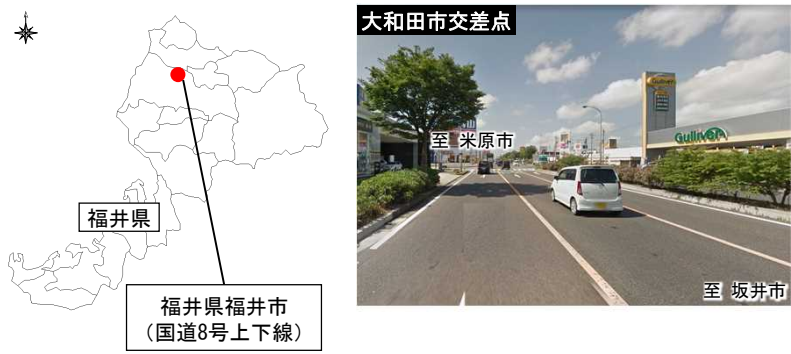 大和田市交差点
至 米原市
Gulliver
Gulliver
至 坂井市
福井県
福井県福井市
（国道8号上下線）